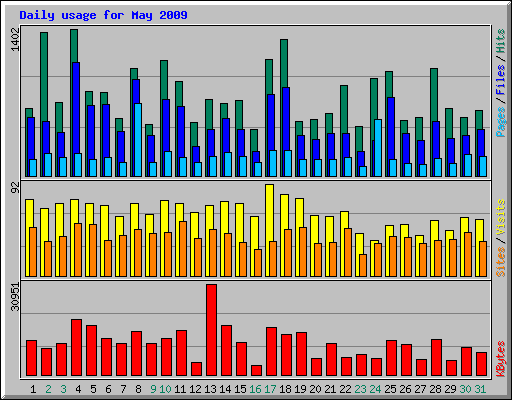 Daily usage for May 2009
1402
Pages / Files / Hits
92
Sites / Visits
30951
KBytes
1 2 3 4 5 6 7 8 9 10 11 12 13 14 15 16 17 18 19 20 21 22 23 24 25 26 27 28 29 30 31